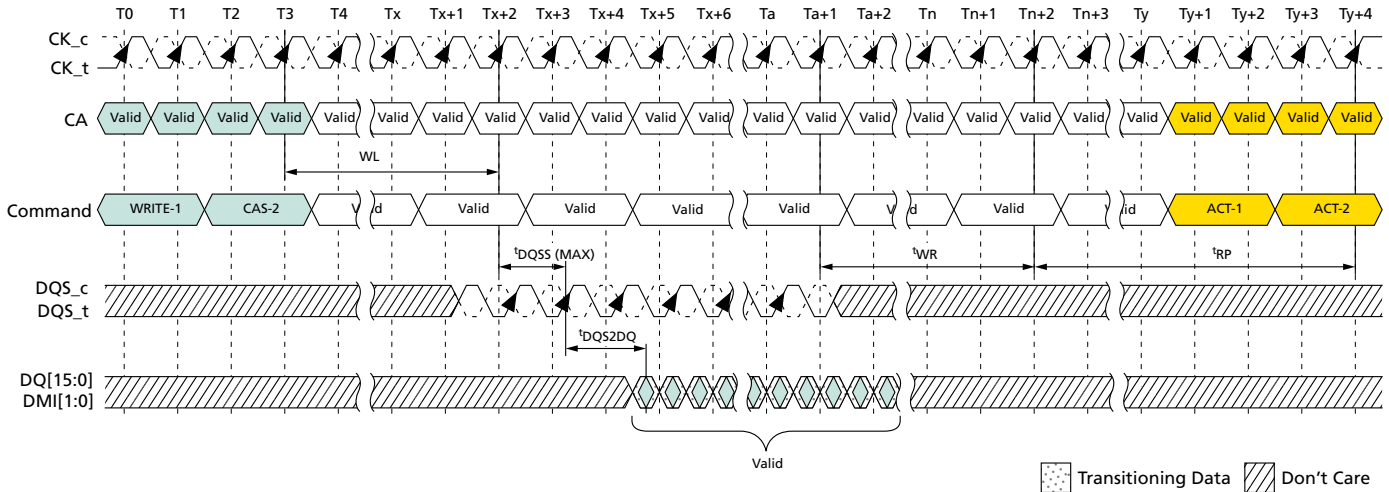 T0 T1 T2 T3 T4 Tx Tx+1 Tx+2 Tx+3 Tx+4 Tx+5 Tx+6 Ta Ta+1 Ta+2 Tn Tn+1 Tn+2 Tn+3 Ty Ty+1 Ty+2 Ty+3 Ty+4
CK_c
CK_t
CA Valid Valid Valid Valid Valid Valid Valid Valid Valid Valid Valid Valid Valid Valid Valid Valid Valid Valid Valid Valid Valid Valid Valid Valid
WL
Command WRITE-1 CAS-2 Valid Valid Valid Valid Valid Valid Valid Valid ACT-1 ACT-2
tDQSS (MAX) tWR tRP
DQS_c
DQS_t
tDQS2DQ
DQ[15:0]
DMI[1:0]
Valid
Transitioning Data Don't Care